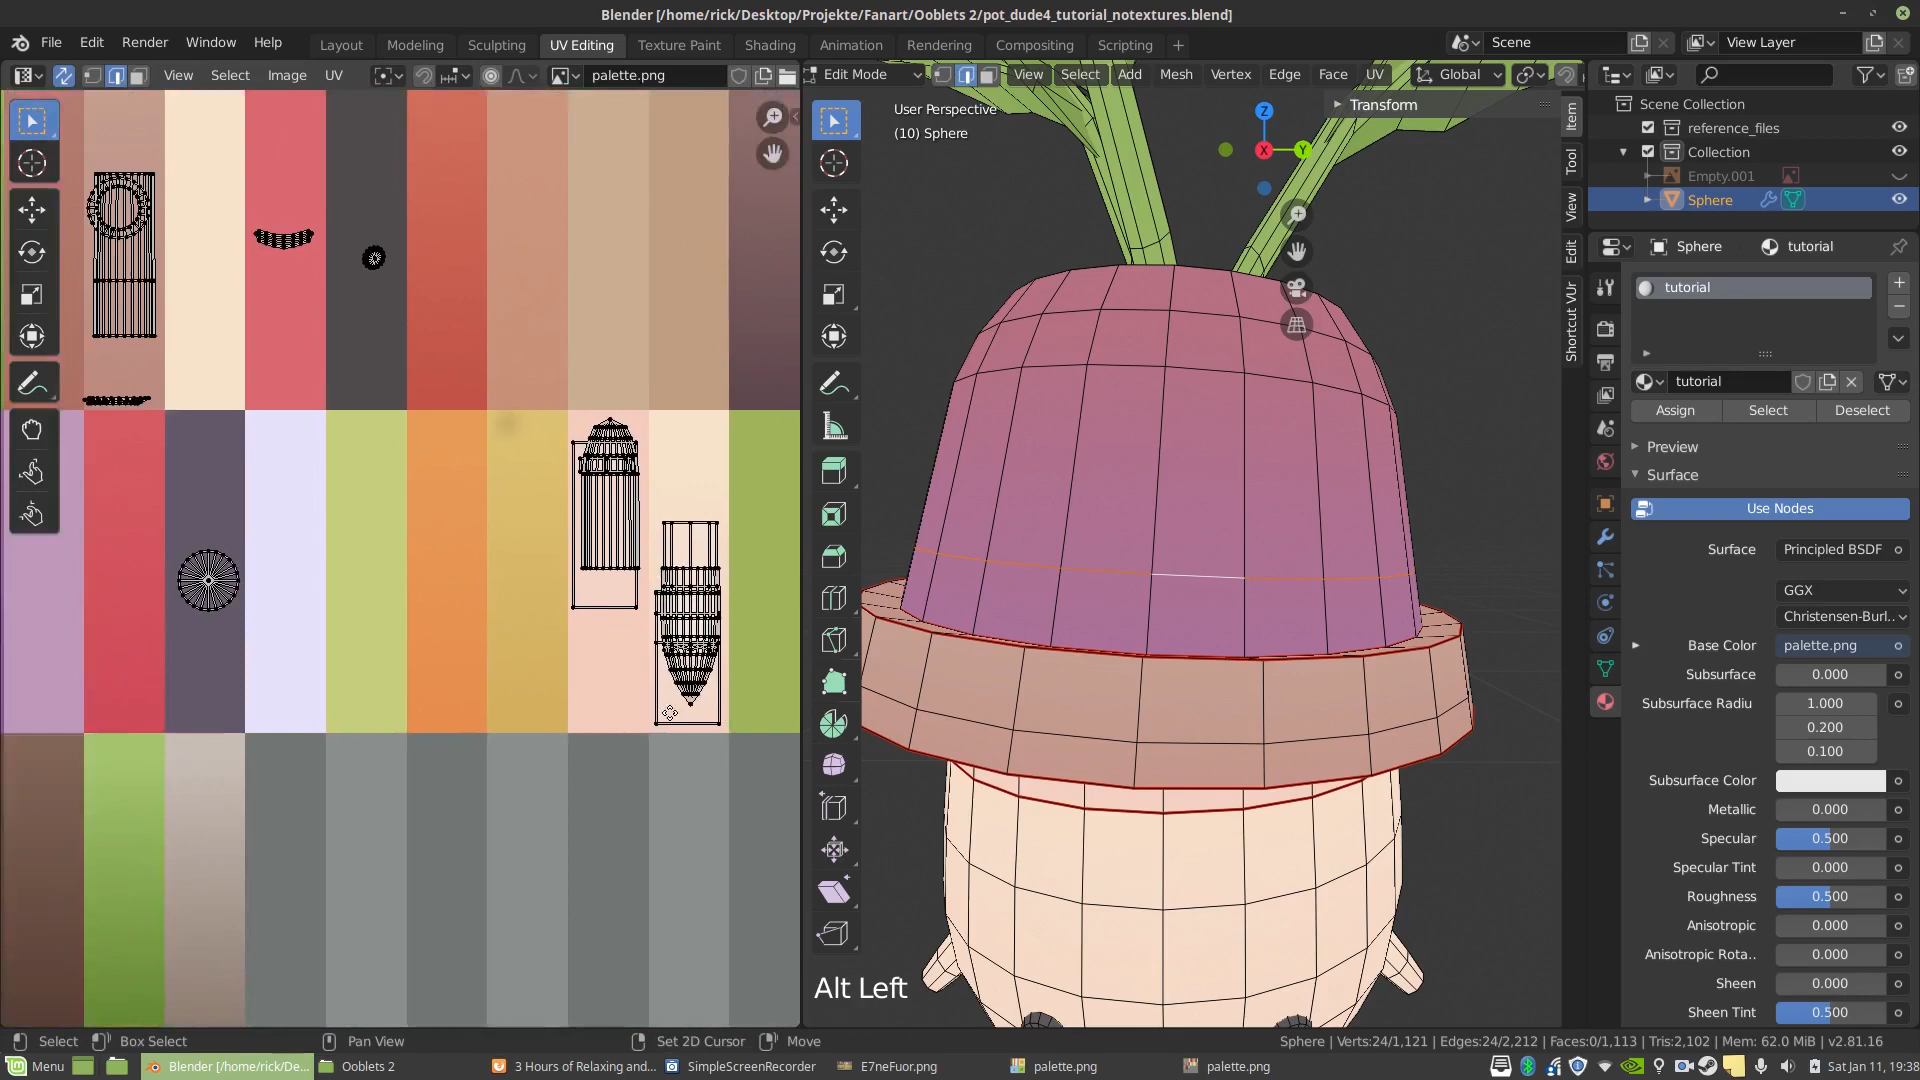 Blender [/home/rick/Desktop/Projekte/Fanart/Ooblets 2/pot_dude4_tutorial_notextures.blend]
File Edit Render Window Help
Layout Modeling Sculpting UV Editing Texture Paint Shading Animation Rendering Compositing Scripting +
Scene
View Layer
View Select Image UV
palette.png
Edit Mode View Select Add Mesh Vertex Edge Face UV Global
User Perspective
(10) Sphere
Transform
Z
X
Y
Item
Tool
View
Edit
Shortcut VUr
Scene Collection
reference_files
Collection
Empty.001
Sphere
Sphere tutorial
tutorial
tutorial
Assign Select Deselect
Preview
Surface
Use Nodes
Surface Principled BSDF
GGX
Christensen-Burl..
Base Color palette.png
Subsurface 0.000
Subsurface Radiu 1.000
0.200
0.100
Subsurface Color
Metallic 0.000
Specular 0.500
Specular Tint 0.000
Roughness 0.500
Anisotropic 0.000
Anisotropic Rota.. 0.000
Sheen 0.000
Sheen Tint 0.500
Alt Left
Select Box Select Pan View Set 2D Cursor Move
Sphere | Verts:24/1,121 | Edges:24/2,212 | Faces:0/1,113 | Tris:2,102 | Mem: 62.0 MiB | v2.81.16
Menu Blender [/home/rick/De... Ooblets 2 3 Hours of Relaxing and... SimpleScreenRecorder E7neFuor.png palette.png palette.png Sat Jan 11, 19:38